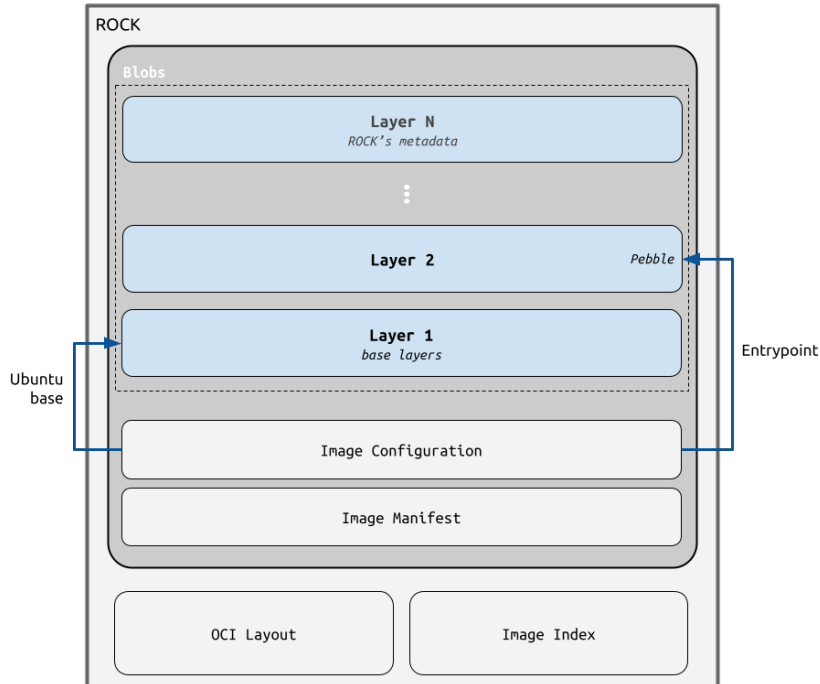 ROCK
Blobs
Layer N
ROCK's metadata
Layer 2
Pebble
Layer 1
base layers
Entrypoint
Ubuntu
base
Image Configuration
Image Manifest
OCI Layout
Image Index